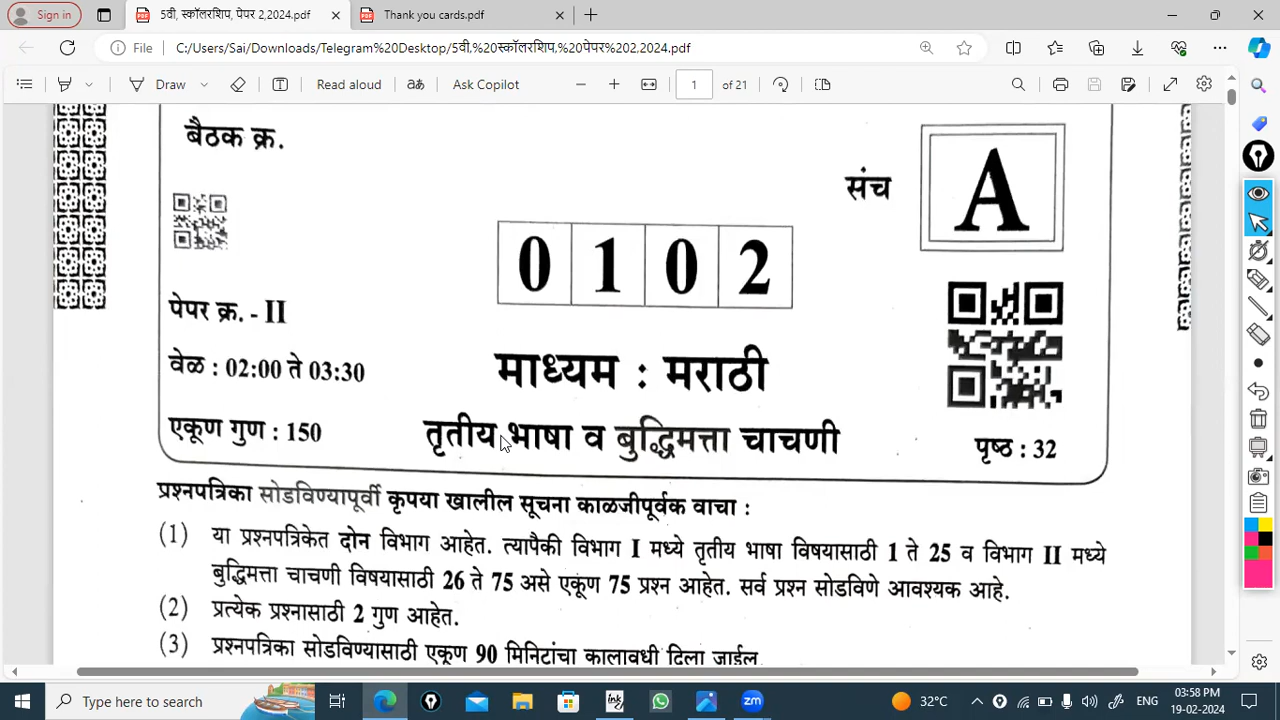 Sign in
5वी, स्कॉलरशिप, पेपर 2,2024.pdf
Thank you cards.pdf
File
C:/Users/Sai/Downloads/Telegram%20Desktop/5वी,%20स्कॉलरशिप,%20पेपर%202,2024.pdf
Draw
Read aloud
Ask Copilot
1
of 21
बैठक क्र.
संच
A
0 1 0 2
पेपर क्र. - II
वेळ : 02:00 ते 03:30
माध्यम : मराठी
एकूण गुण : 150
तृतीय भाषा व बुद्धिमत्ता चाचणी
पृष्ठ : 32
प्रश्नपत्रिका सोडविण्यापूर्वी कृपया खालील सूचना काळजीपूर्वक वाचा :
(1) या प्रश्नपत्रिकेत दोन विभाग आहेत. त्यापैकी विभाग I मध्ये तृतीय भाषा विषयासाठी 1 ते 25 व विभाग II मध्ये
बुद्धिमत्ता चाचणी विषयासाठी 26 ते 75 असे एकूण 75 प्रश्न आहेत. सर्व प्रश्न सोडविणे आवश्यक आहे.
(2) प्रत्येक प्रश्नासाठी 2 गुण आहेत.
(3) प्रश्नपत्रिका सोडविण्यासाठी एकूण 90 मिनिटांचा कालावधी दिला जाईल.
Type here to search
32°C
ENG
03:58 PM
19-02-2024